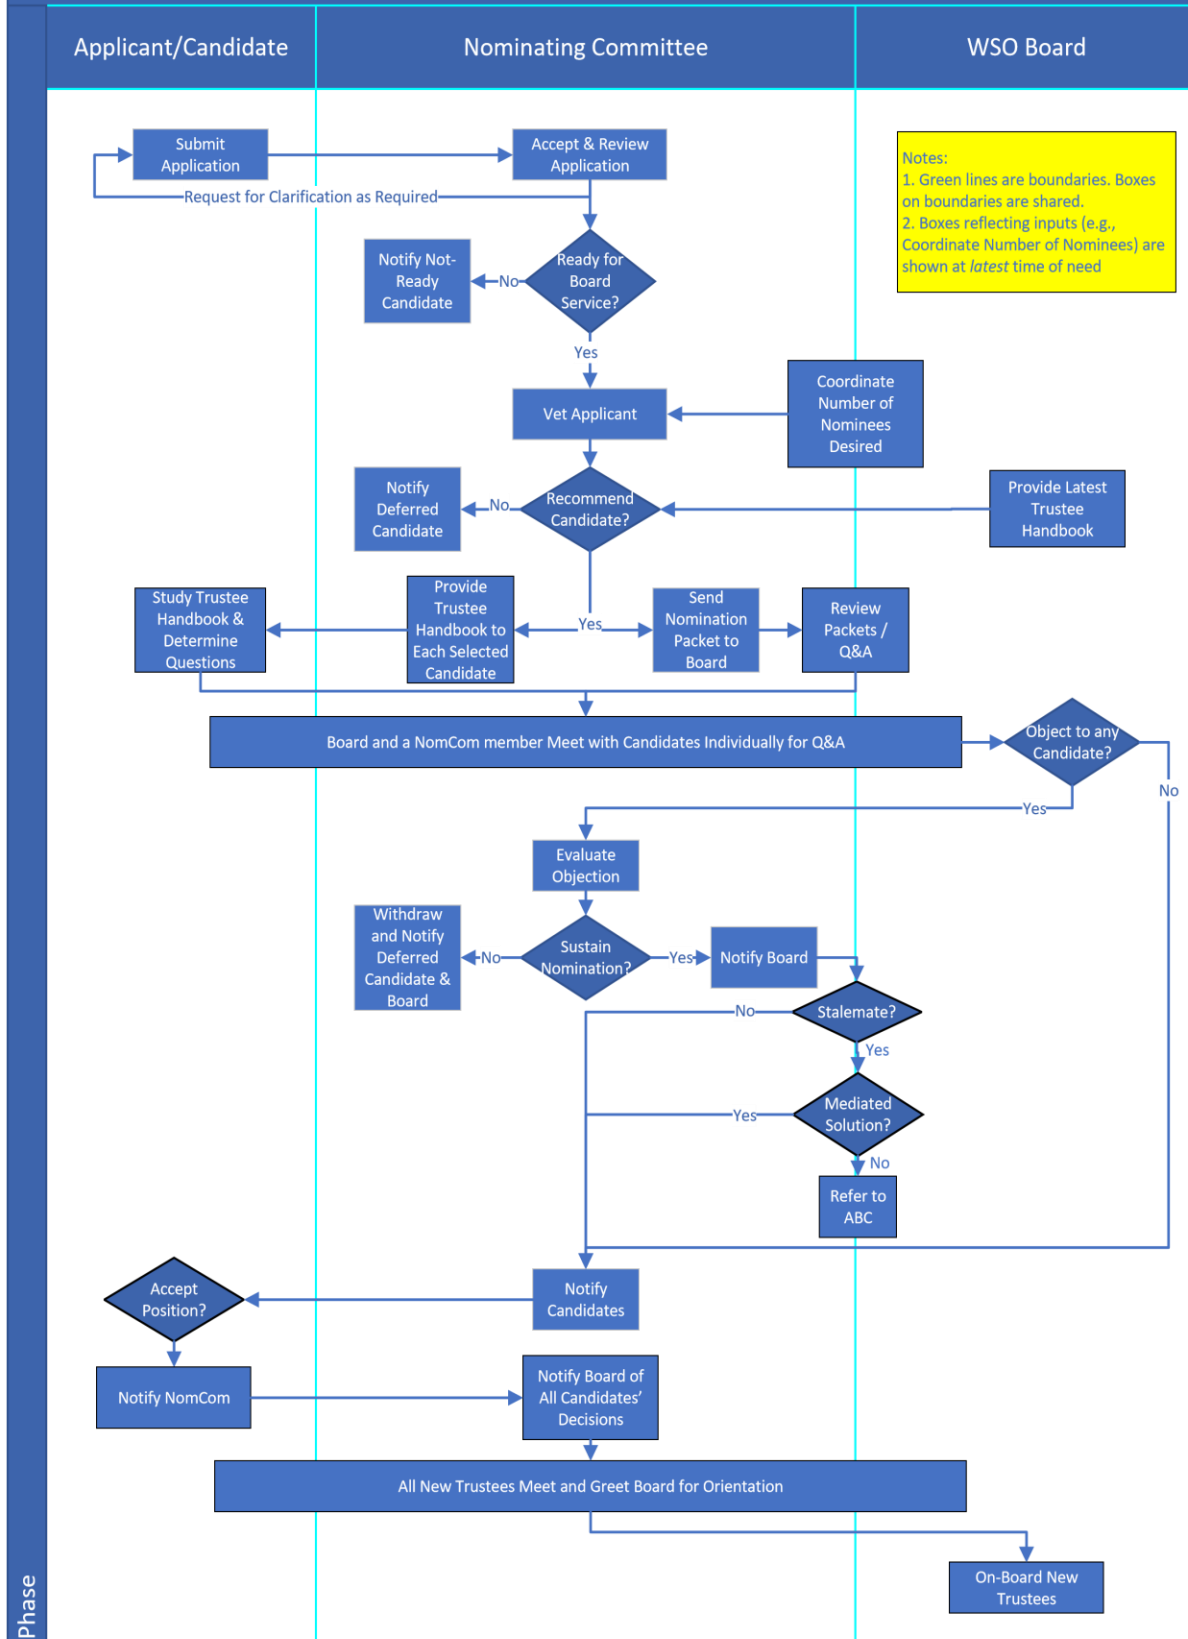 Applicant/Candidate
Nominating Committee
WSO Board
Submit
Application
Accept & Review
Application
Request for Clarification as Required
Notes:
1. Green lines are boundaries. Boxes
on boundaries are shared.
2. Boxes reflecting inputs (e.g.,
Coordinate Number of Nominees) are
shown at latest time of need
Notify Not-
Ready
Candidate
No
Ready for
Board
Service?
Yes
Vet Applicant
Coordinate
Number of
Nominees
Desired
Notify
Deferred
Candidate
No
Recommend
Candidate?
Provide Latest
Trustee
Handbook
Study Trustee
Handbook &
Determine
Questions
Provide
Trustee
Handbook to
Each Selected
Candidate
Yes
Send
Nomination
Packet to
Board
Review
Packets /
Q&A
Board and a NomCom member Meet with Candidates Individually for Q&A
Object to any
Candidate?
No
Yes
Evaluate
Objection
Withdraw
and Notify
Deferred
Candidate &
Board
No
Sustain
Nomination?
Yes
Notify Board
Stalemate?
No
Yes
Mediated
Solution?
Yes
No
Refer to
ABC
Accept
Position?
Notify
Candidates
Notify NomCom
Notify Board of
All Candidates’
Decisions
All New Trustees Meet and Greet Board for Orientation
On-Board New
Trustees
Phase